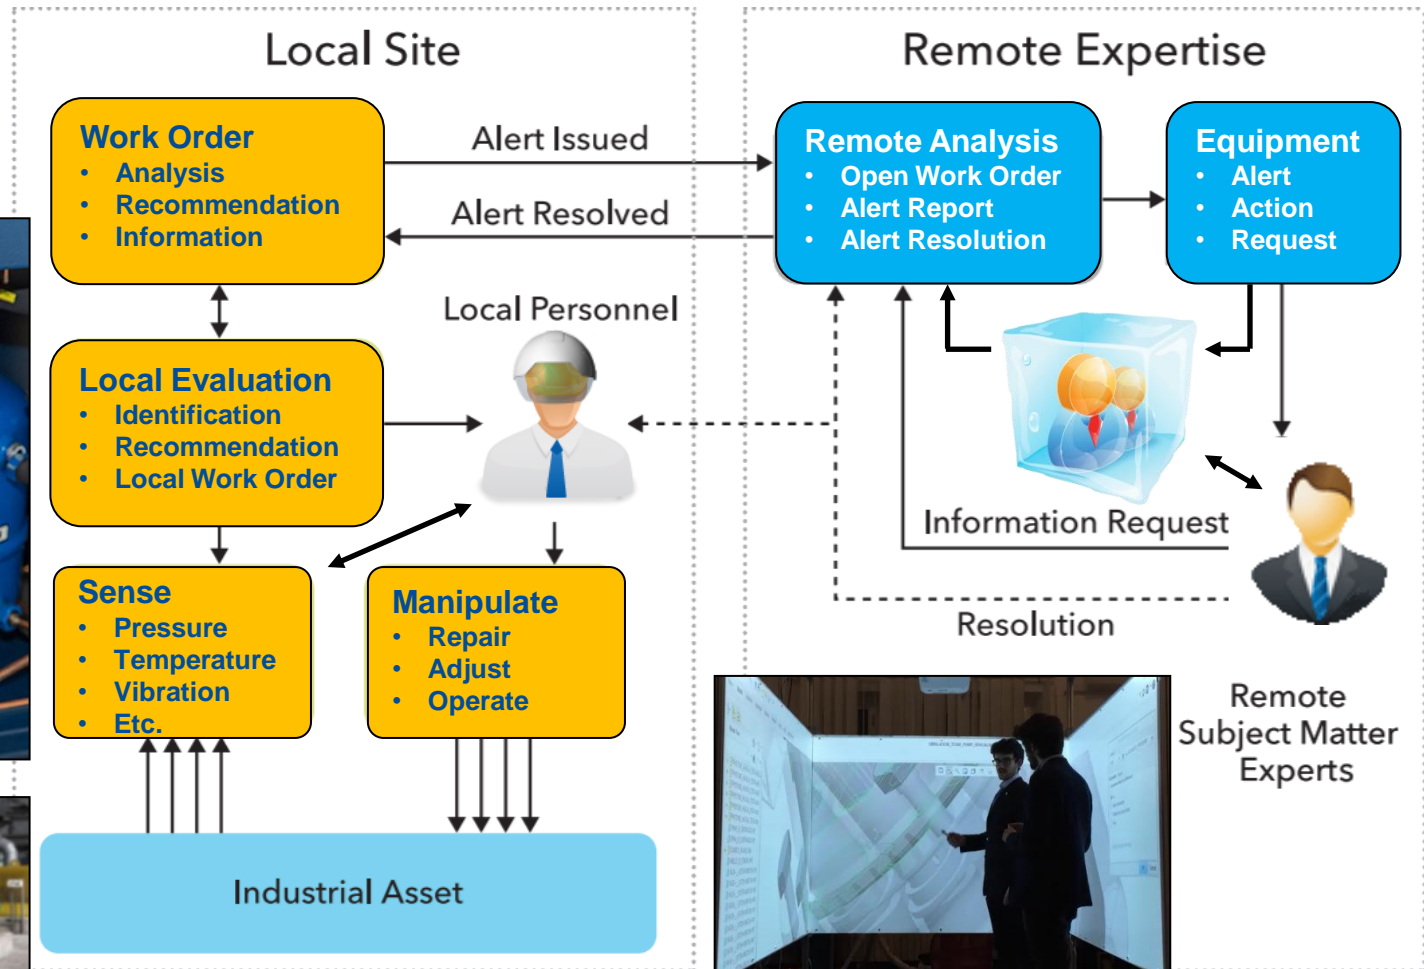 Local Site
Work Order
• Analysis
• Recommendation
• Information
Alert Issued
Alert Resolved
Local Personnel
Local Evaluation
• Identification
• Recommendation
• Local Work Order
Sense
• Pressure
• Temperature
• Vibration
• Etc.
Manipulate
• Repair
• Adjust
• Operate
Industrial Asset
Remote Expertise
Remote Analysis
• Open Work Order
• Alert Report
• Alert Resolution
Equipment
• Alert
• Action
• Request
Information Request
Resolution
Remote
Subject Matter
Experts